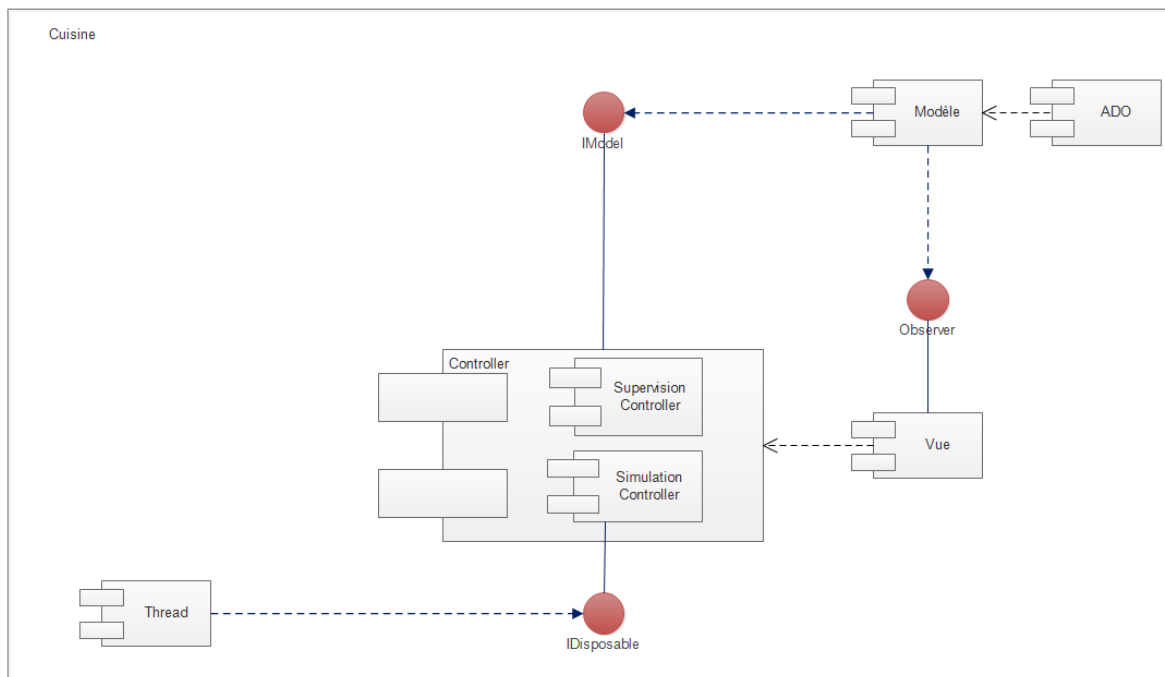 Cuisine
Modèle
ADO
IModel
Observer
Controller
Supervision
Controller
Vue
Simulation
Controller
Thread
IDisposable